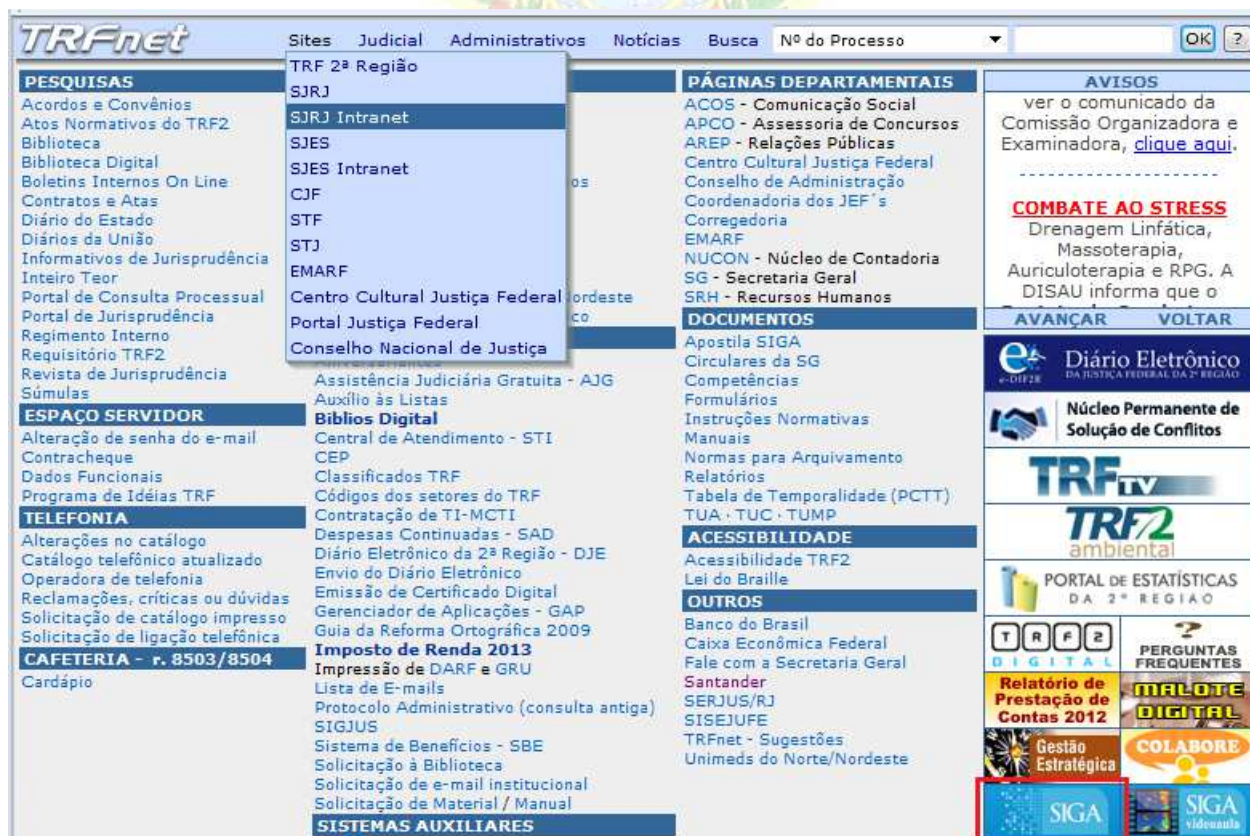 TRFnet
Sites Judicial Administrativos Notícias Busca Nº do Processo OK ?
TRF 2ª Região
SJRJ
SJRJ Intranet
SJES
SJES Intranet
CJF
STF
STJ
EMARF
Centro Cultural Justiça Federal
Portal Justiça Federal
Conselho Nacional de Justiça
PESQUISAS
Acordos e Convênios
Atos Normativos do TRF2
Biblioteca
Biblioteca Digital
Boletins Internos On Line
Contratos e Atas
Diário do Estado
Diários da União
Informativos de Jurisprudência
Inteiro Teor
Portal de Consulta Processual
Portal de Jurisprudência
Regimento Interno
Requisitório TRF2
Revista de Jurisprudência
Súmulas
ESPAÇO SERVIDOR
Alteração de senha do e-mail
Contracheque
Dados Funcionais
Programa de Idéias TRF
TELEFONIA
Alterações no catálogo
Catálogo telefônico atualizado
Operadora de telefonia
Reclamações, críticas ou dúvidas
Solicitação de catálogo impresso
Solicitação de ligação telefônica
CAFETERIA - r. 8503/8504
Cardápio
os
ordeste
co
Assistência Judiciária Gratuita - AJG
Auxílio às Listas
Biblios Digital
Central de Atendimento - STI
CEP
Classificados TRF
Códigos dos setores do TRF
Contratação de TI-MCTI
Despesas Continuadas - SAD
Diário Eletrônico da 2ª Região - DJE
Envio do Diário Eletrônico
Emissão de Certificado Digital
Gerenciador de Aplicações - GAP
Guia da Reforma Ortográfica 2009
Imposto de Renda 2013
Impressão de DARF e GRU
Lista de E-mails
Protocolo Administrativo (consulta antiga)
SIGJUS
Sistema de Benefícios - SBE
Solicitação à Biblioteca
Solicitação de e-mail institucional
Solicitação de Material / Manual
SISTEMAS AUXILIARES
PÁGINAS DEPARTAMENTAIS
ACOS - Comunicação Social
APCO - Assessoria de Concursos
AREP - Relações Públicas
Centro Cultural Justiça Federal
Conselho de Administração
Coordenadoria dos JEF´s
Corregedoria
EMARF
NUCON - Núcleo de Contadoria
SG - Secretaria Geral
SRH - Recursos Humanos
DOCUMENTOS
Apostila SIGA
Circulares da SG
Competências
Formulários
Instruções Normativas
Manuais
Normas para Arquivamento
Relatórios
Tabela de Temporalidade (PCTT)
TUA · TUC · TUMP
ACESSIBILIDADE
Acessibilidade TRF2
Lei do Braille
OUTROS
Banco do Brasil
Caixa Econômica Federal
Fale com a Secretaria Geral
Santander
SERJUS/RJ
SISEJUFE
TRFnet - Sugestões
Unimeds do Norte/Nordeste
AVISOS
ver o comunicado da
Comissão Organizadora e
Examinadora, clique aqui.
---------------------
COMBATE AO STRESS
Drenagem Linfática,
Massoterapia,
Auriculoterapia e RPG. A
DISAU informa que o
AVANÇAR VOLTAR
e-DJF2R
Diário Eletrônico
DA JUSTIÇA FEDERAL DA 2ª REGIÃO
Núcleo Permanente de
Solução de Conflitos
TRFTV
TRF2
ambiental
PORTAL DE ESTATÍSTICAS
DA 2ª REGIÃO
TRF2
DIGITAL
?
PERGUNTAS
FREQUENTES
Relatório de
Prestação de
Contas 2012
MALOTE
DIGITAL
Gestão
Estratégica
COLABORE
SIGA
SIGA
videoaula